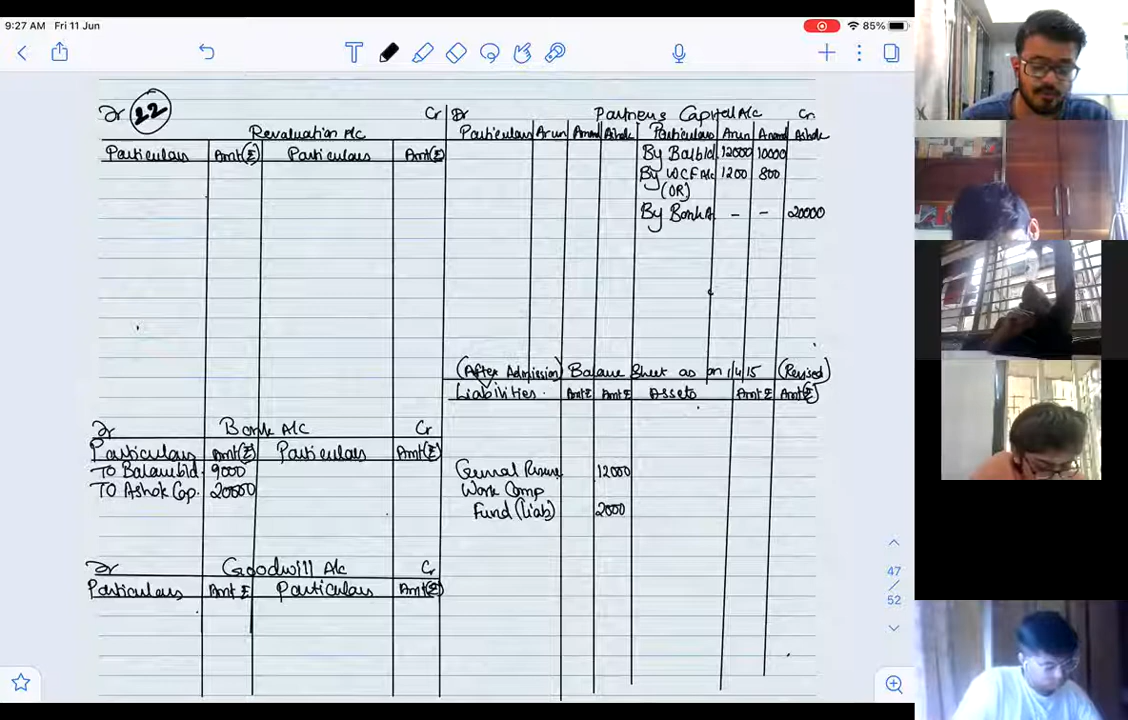 9:27 AM Fri 11 Jun
85%
Dr 22 Cr
Revaluation A/c
Particulars Amt(₹) Particulars Amt(₹)
Dr Partners Capital A/c Cr
Particulars Arun Anand Ashok Particulars Arun Anand Ashok
By Balbld. 12000 10000
By WCF A/c 1200 800
(OR)
By Bank A - - 20000
(After Admission) Balance Sheet as on 1/4/15 (Revised)
Liabilities. Amt₹ Amt₹ Assets Amt(₹) Amt(₹)
General Reserve 12000
Work Comp
Fund (Liab) 2000
Dr Bank A/c Cr
Particulars Amt(₹) Particulars Amt(₹)
TO Balancebld. 9000
TO Ashok Cap. 20000
Dr Goodwill A/c Cr
Particulars Amt ₹ Particulars Amt(₹)
47
/
52